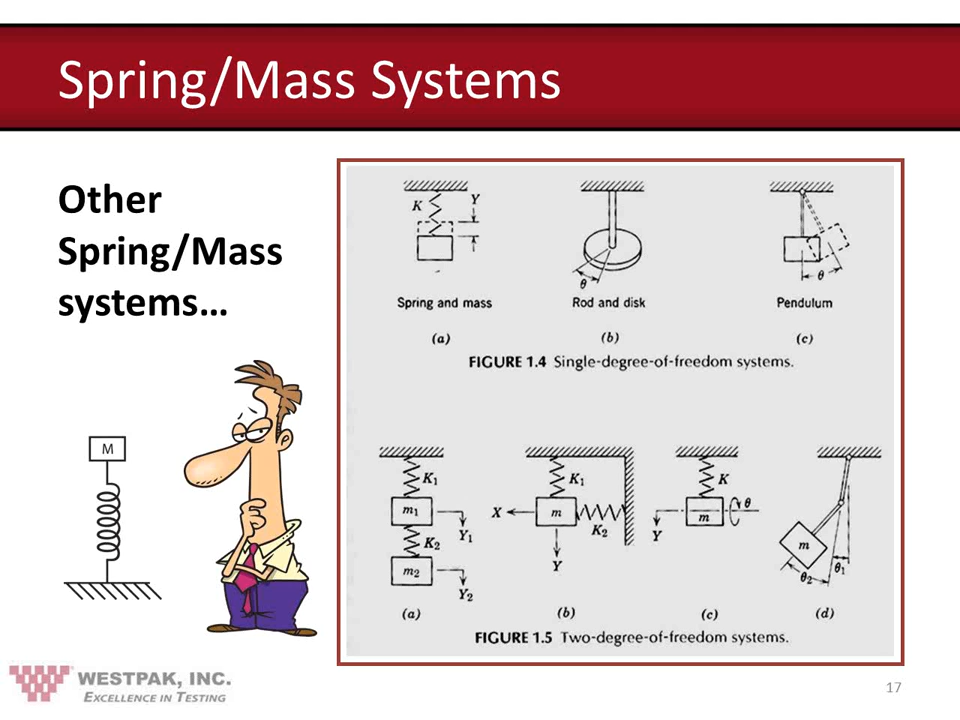 Spring/Mass Systems
Other
Spring/Mass
systems…
M
K Y
θ
θ
Spring and mass Rod and disk Pendulum
(a) (b) (c)
FIGURE 1.4 Single-degree-of-freedom systems.
K₁ K₁ K
m₁ X m K₂ m θ
K₂ Y₁ Y Y m
m₂ Y₂ θ₂ θ₁
(a) (b) (c) (d)
FIGURE 1.5 Two-degree-of-freedom systems.
WESTPAK, INC.
EXCELLENCE IN TESTING
17